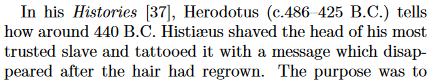 In his Histories [37], Herodotus (c.486–425 B.C.) tells
how around 440 B.C. Histiæus shaved the head of his most
trusted slave and tattooed it with a message which disap-
peared after the hair had regrown. The purpose was to